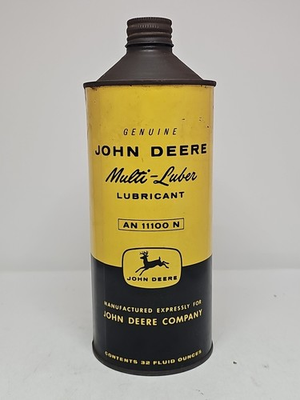 GENUINE
JOHN DEERE
Multi-Luber
LUBRICANT
AN 11100 N
JOHN DEERE
MANUFACTURED EXPRESSLY FOR
JOHN DEERE COMPANY
CONTENTS 32 FLUID OUNCES